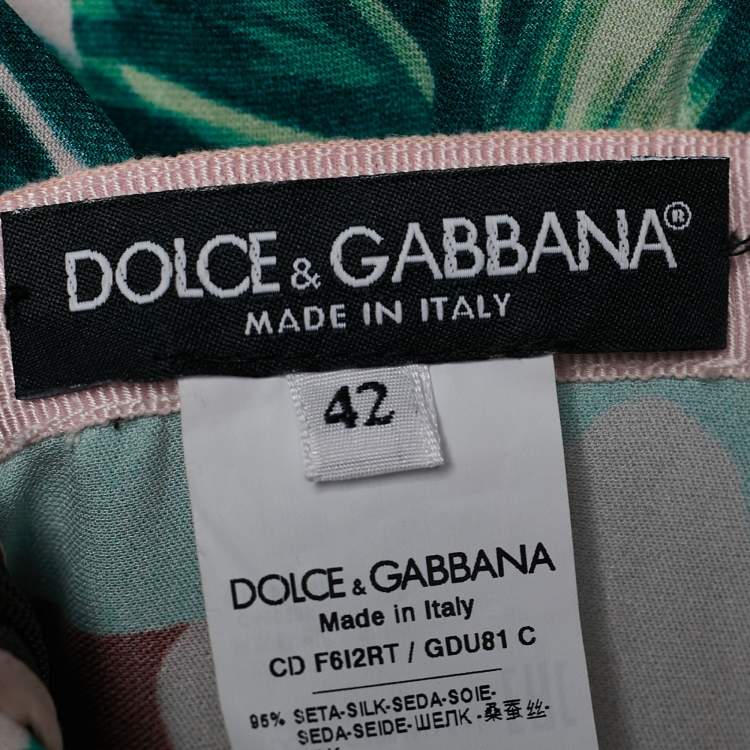 DOLCE & GABBANA®
MADE IN ITALY
42
DOLCE & GABBANA
Made in Italy
CD F6I2RT / GDU81 C
95% SETA-SILK-SEDA-SOIE-
SEDA-SEIDE-ШЕЛК -桑蚕丝-